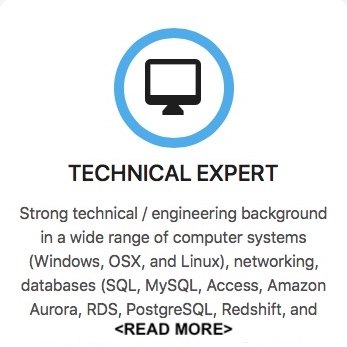 TECHNICAL EXPERT
Strong technical / engineering background
in a wide range of computer systems
(Windows, OSX, and Linux), networking,
databases (SQL, MySQL, Access, Amazon
Aurora, RDS, PostgreSQL, Redshift, and
<READ MORE>